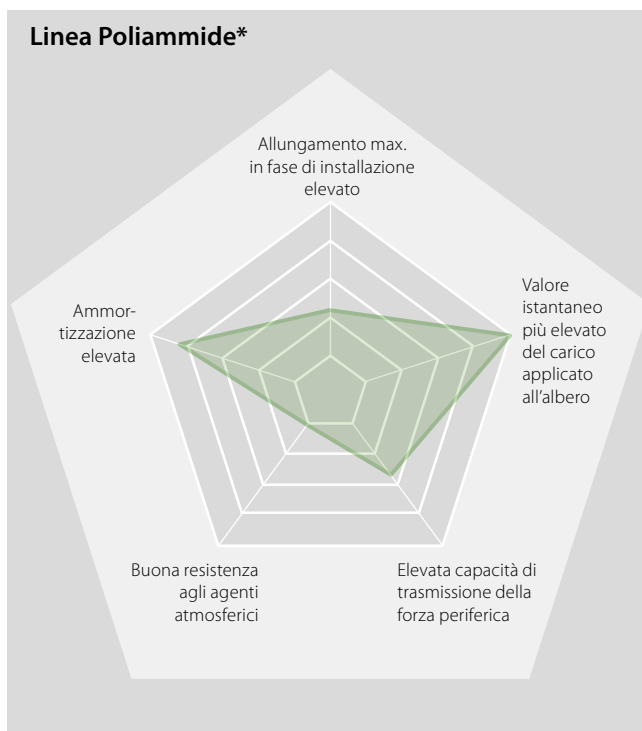 Linea Poliammide*
Allungamento max.
in fase di installazione
elevato
Valore
istantaneo
più elevato
del carico
applicato
all’albero
Ammor-
tizzazione
elevata
Buona resistenza
agli agenti
atmosferici
Elevata capacità di
trasmissione della
forza periferica